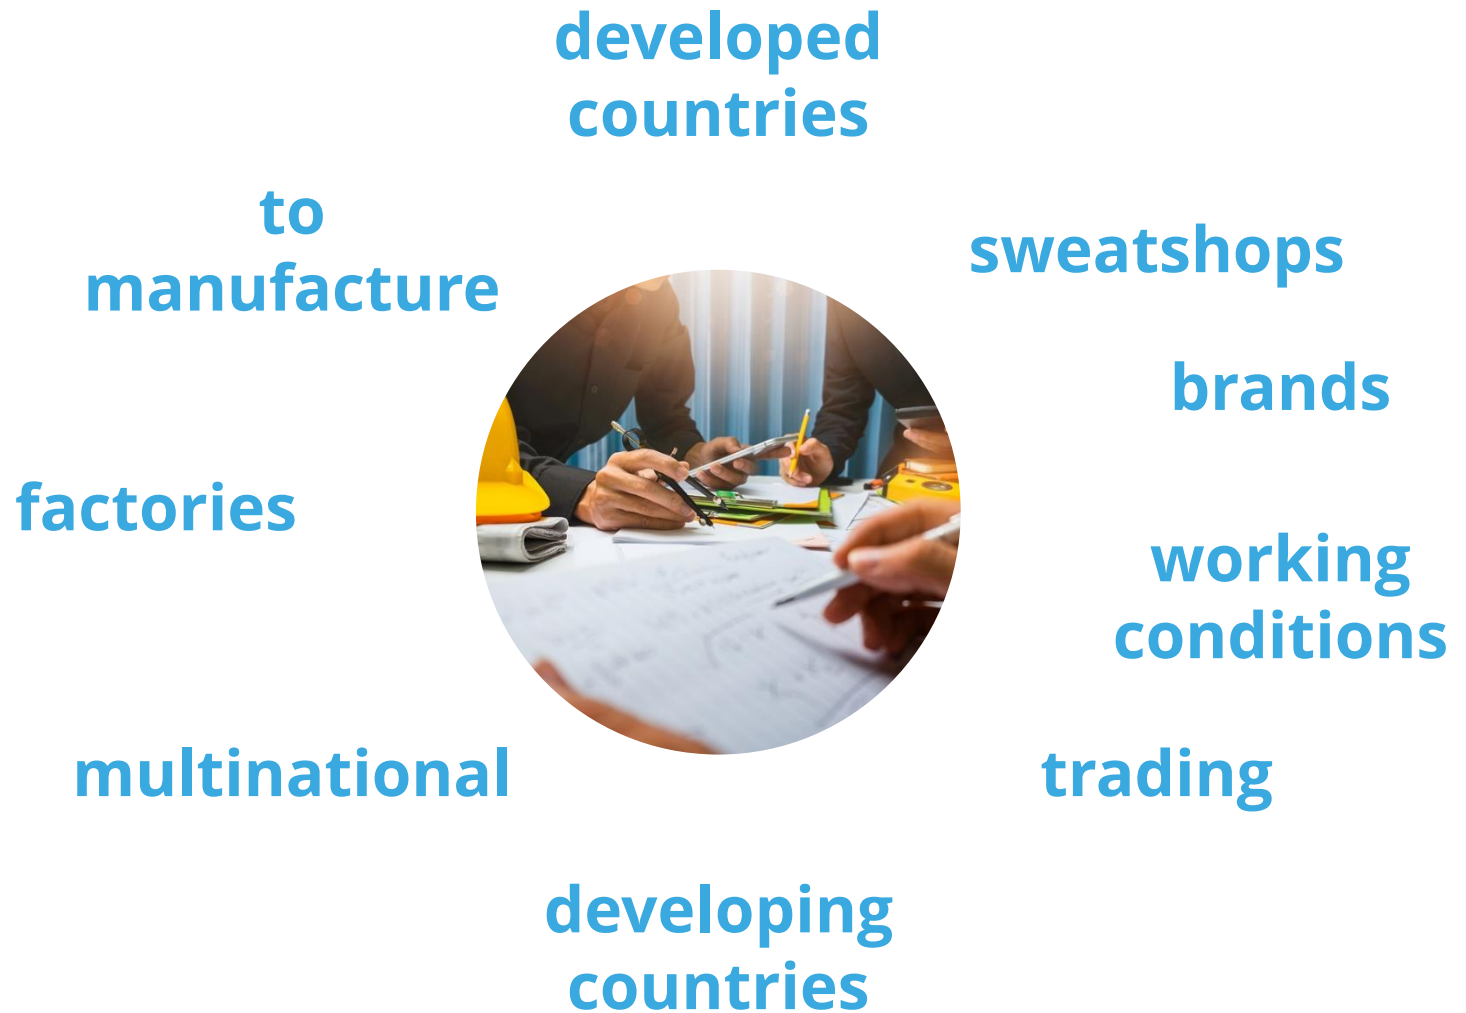 developed
countries
to
manufacture
sweatshops
brands
factories
working
conditions
multinational
trading
developing
countries